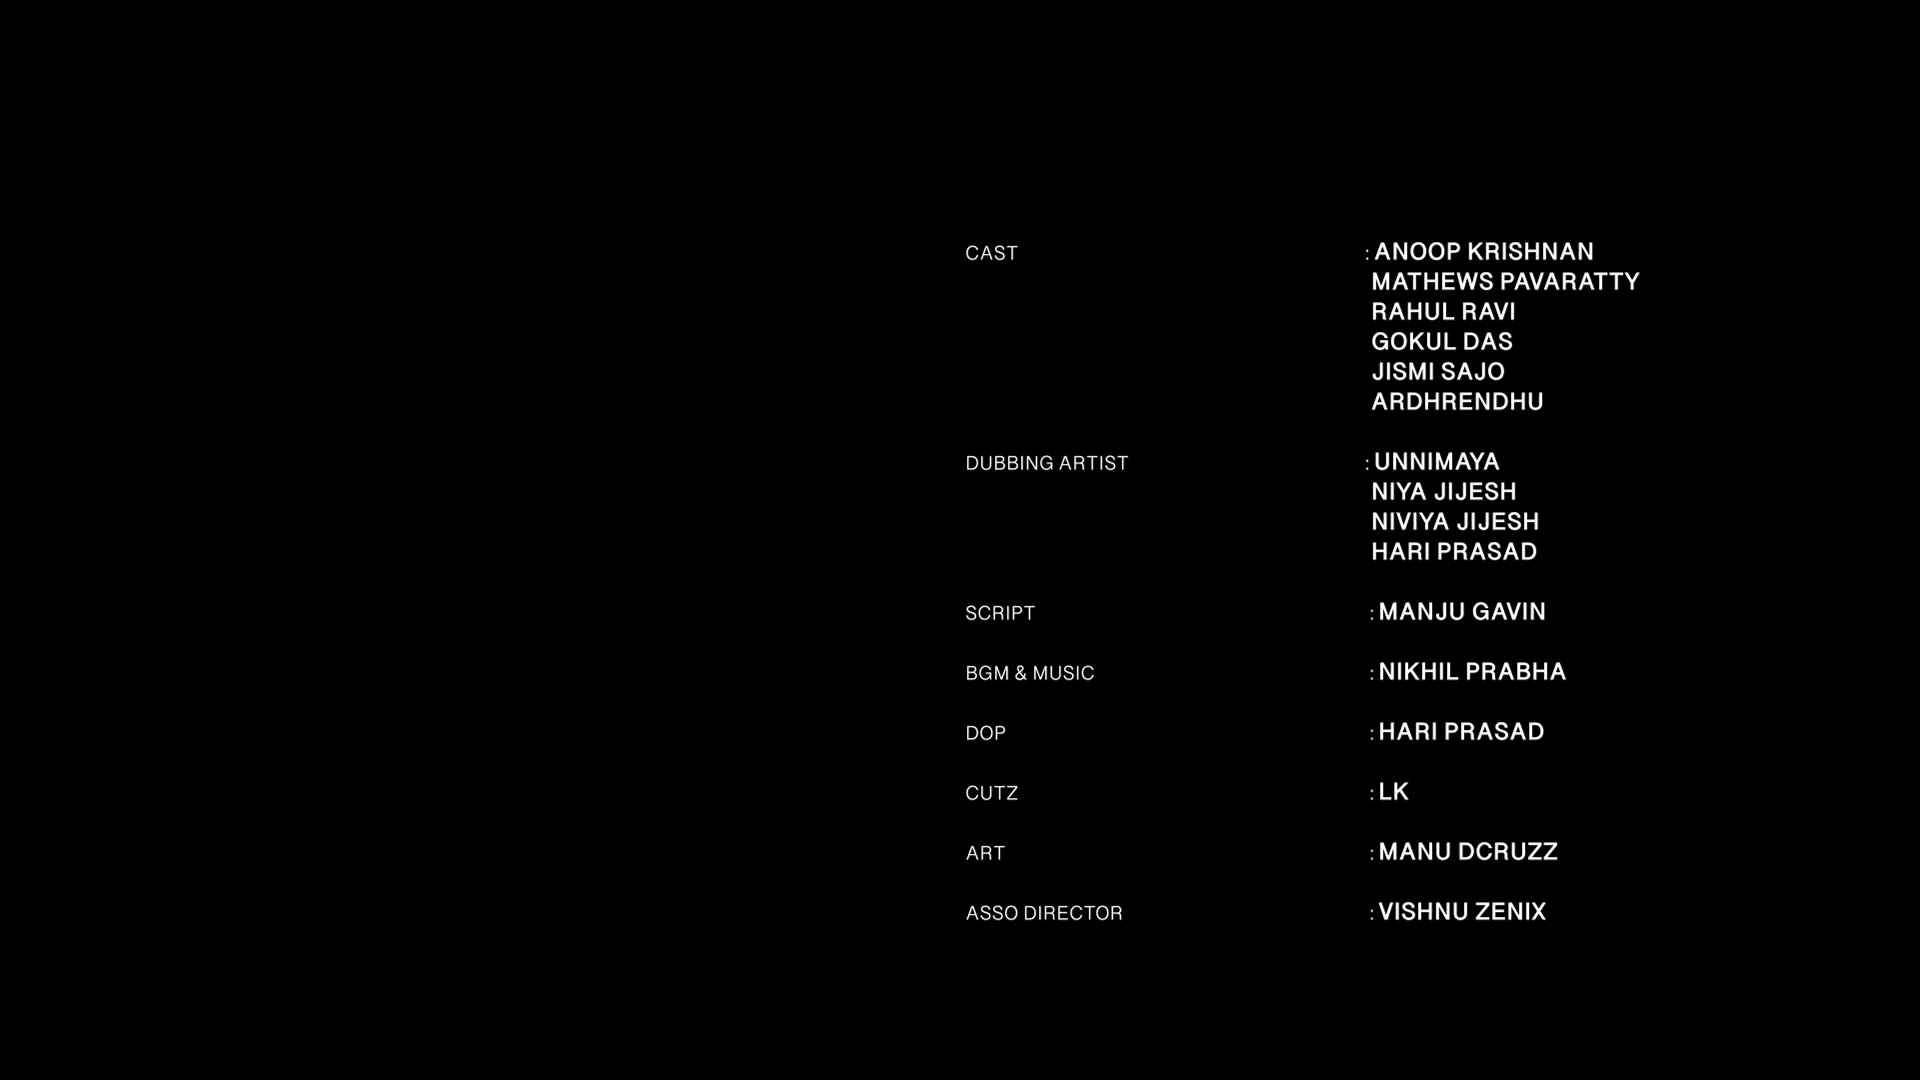 CAST : ANOOP KRISHNAN
MATHEWS PAVARATTY
RAHUL RAVI
GOKUL DAS
JISMI SAJO
ARDHRENDHU
DUBBING ARTIST : UNNIMAYA
NIYA JIJESH
NIVIYA JIJESH
HARI PRASAD
SCRIPT : MANJU GAVIN
BGM & MUSIC : NIKHIL PRABHA
DOP : HARI PRASAD
CUTZ : LK
ART : MANU DCRUZZ
ASSO DIRECTOR : VISHNU ZENIX